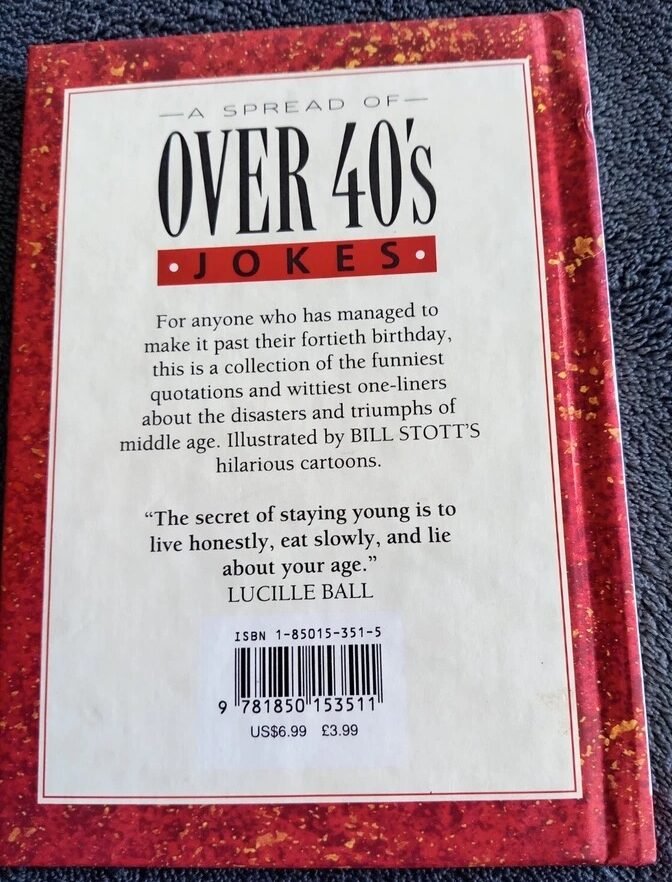 —A SPREAD OF—
OVER 40's
• JOKES •
For anyone who has managed to
make it past their fortieth birthday,
this is a collection of the funniest
quotations and wittiest one-liners
about the disasters and triumphs of
middle age. Illustrated by BILL STOTT'S
hilarious cartoons.
“The secret of staying young is to
live honestly, eat slowly, and lie
about your age.”
LUCILLE BALL
ISBN 1-85015-351-5
9 781850 153511
US$6.99 £3.99